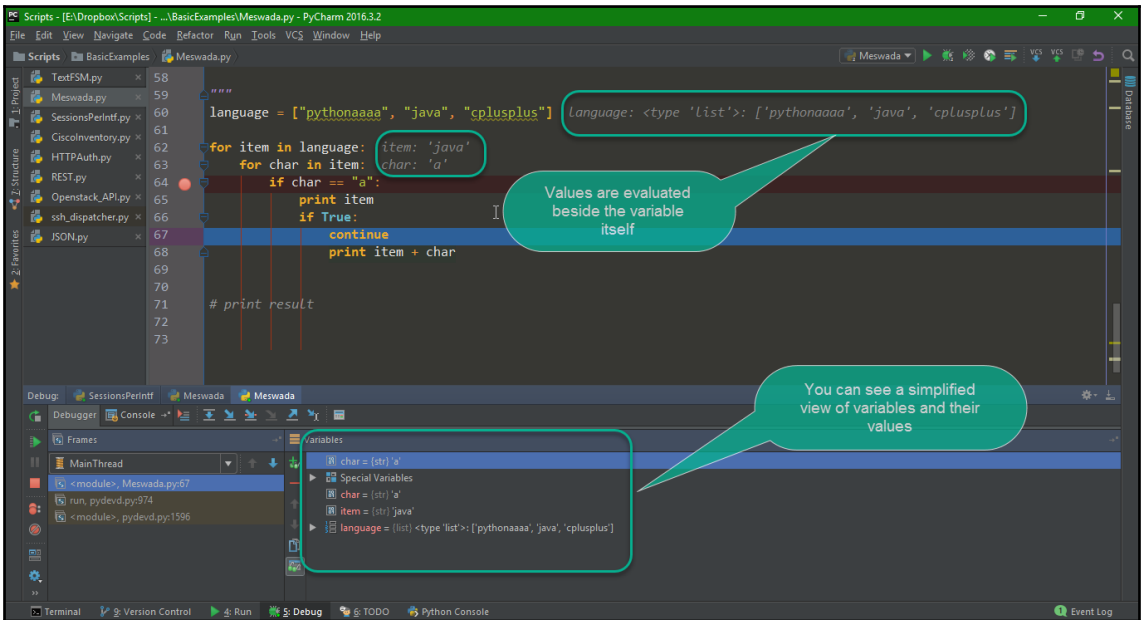 PC Scripts - [E:\Dropbox\Scripts] - ...\BasicExamples\Meswada.py - PyCharm 2016.3.2
File Edit View Navigate Code Refactor Run Tools VCS Window Help
Scripts BasicExamples Meswada.py
Meswada
VCS VCS
1: Project
7: Structure
2: Favorites
TextFSM.py
Meswada.py
SessionsPerIntf.py
CiscoInventory.py
HTTPAuth.py
REST.py
Openstack_API.py
ssh_dispatcher.py
JSON.py
58
59 """
60 language = ["pythonaaaa", "java", "cplusplus"] language: <type 'list'>: ['pythonaaaa', 'java', 'cplusplus']
61
62 for item in language: item: 'java'
63 for char in item: char: 'a'
64 if char == "a":
65 print item
66 if True:
67 continue
68 print item + char
69
70
71 # print result
72
73
Database
Values are evaluated
beside the variable
itself
You can see a simplified
view of variables and their
values
Debug: SessionsPerIntf Meswada Meswada
Debugger Console
Frames
MainThread
<module>, Meswada.py:67
run, pydevd.py:974
<module>, pydevd.py:1596
Variables
char = {str} 'a'
Special Variables
char = {str} 'a'
item = {str} 'java'
language = {list} <type 'list'>: ['pythonaaaa', 'java', 'cplusplus']
Terminal 9: Version Control 4: Run 5: Debug 6: TODO Python Console 1 Event Log